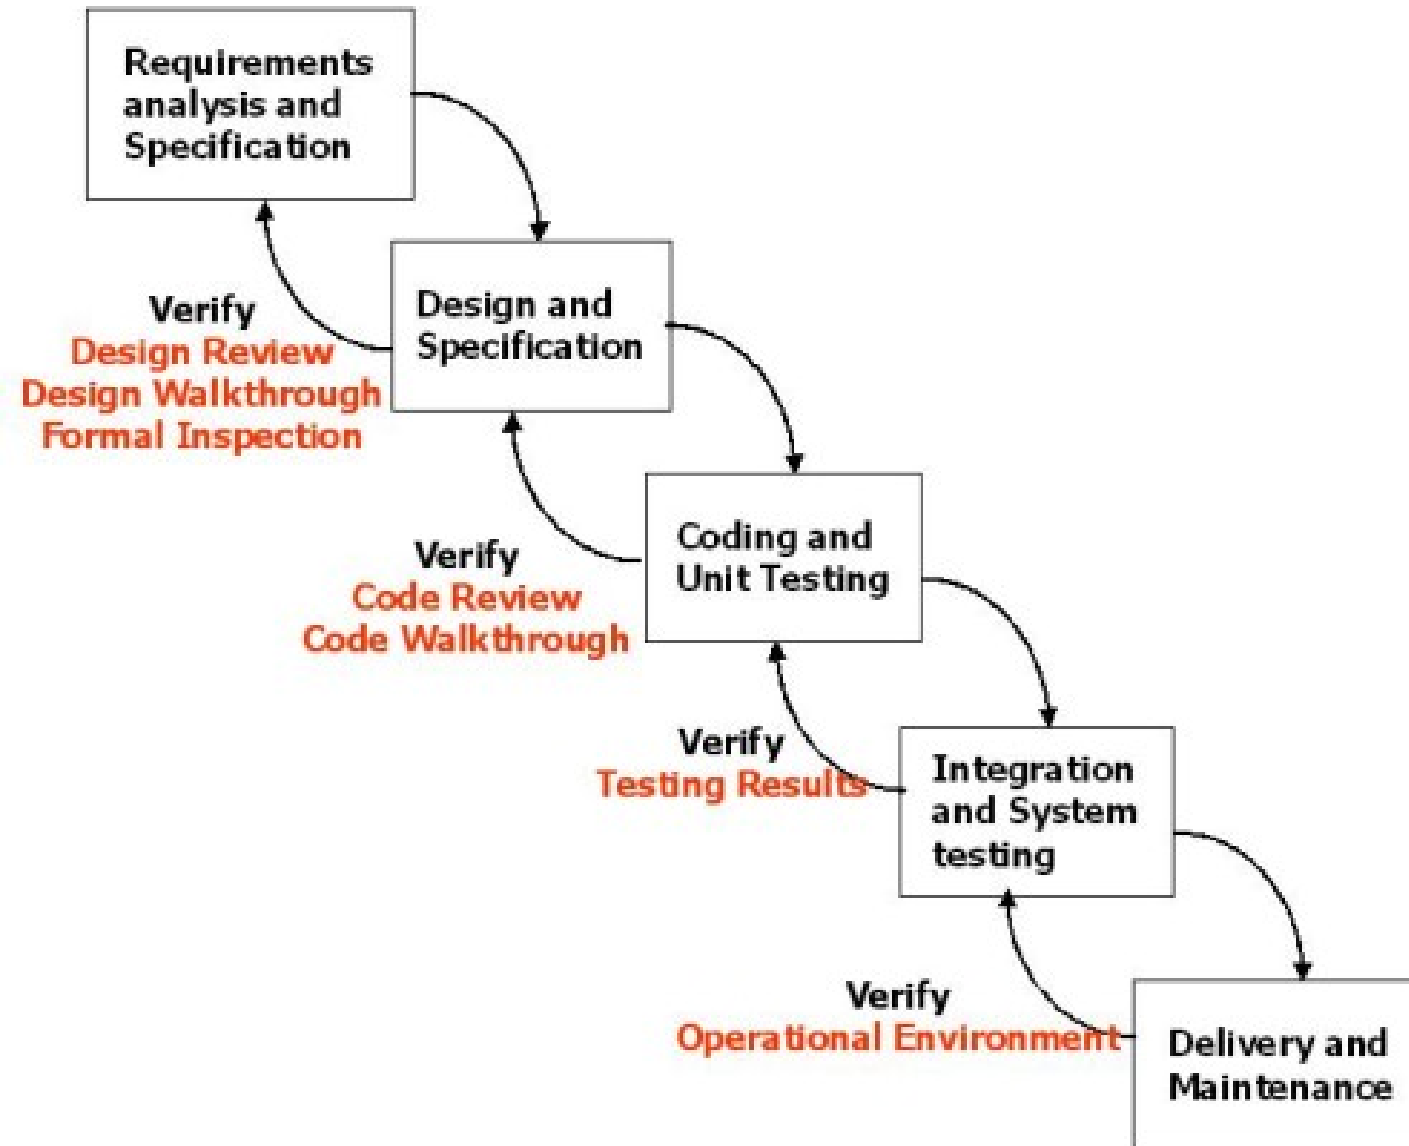 Requirements
analysis and
Specification
Design and
Specification
Verify
Design Review
Design Walkthrough
Formal Inspection
Coding and
Unit Testing
Verify
Code Review
Code Walkthrough
Integration
and System
testing
Verify
Testing Results
Delivery and
Maintenance
Verify
Operational Environment